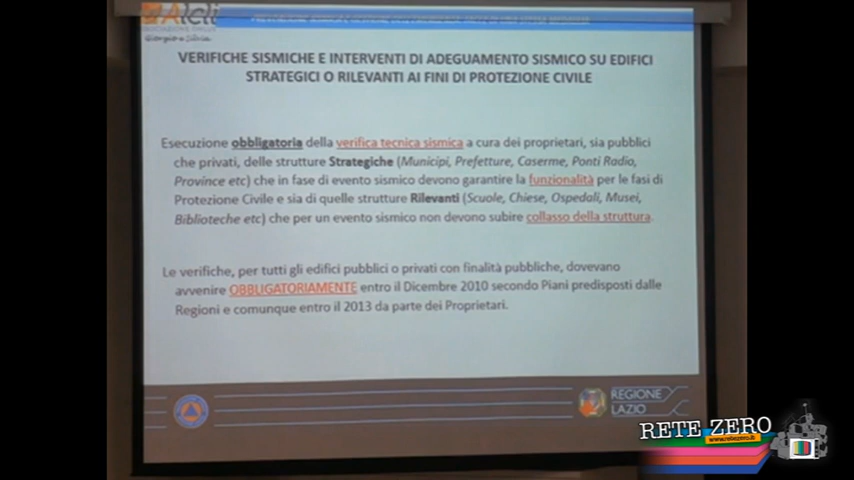 Giorgio e Silvia
VERIFICHE SISMICHE E INTERVENTI DI ADEGUAMENTO SISMICO SU EDIFICI
STRATEGICI O RILEVANTI AI FINI DI PROTEZIONE CIVILE
Esecuzione obbligatoria della verifica tecnica sismica a cura dei proprietari, sia pubblici
che privati, delle strutture Strategiche (Municipi, Prefetture, Caserme, Ponti Radio,
Province etc) che in fase di evento sismico devono garantire la funzionalità per le fasi di
Protezione Civile e sia di quelle strutture Rilevanti (Scuole, Chiese, Ospedali, Musei,
Biblioteche etc) che per un evento sismico non devono subire collasso della struttura.
Le verifiche, per tutti gli edifici pubblici o privati con finalità pubbliche, dovevano
avvenire OBBLIGATORIAMENTE entro il Dicembre 2010 secondo Piani predisposti dalle
Regioni e comunque entro il 2013 da parte dei Proprietari.
REGIONE
LAZIO
RETE ZERO
www.retezero.it